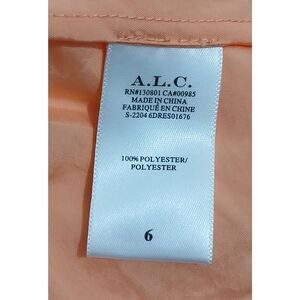 A.L.C.
RN#130801 CA#00985
MADE IN CHINA
FABRIQUÉ EN CHINE
S-2204 6DRES01676
100% POLYESTER/
POLYESTER
6